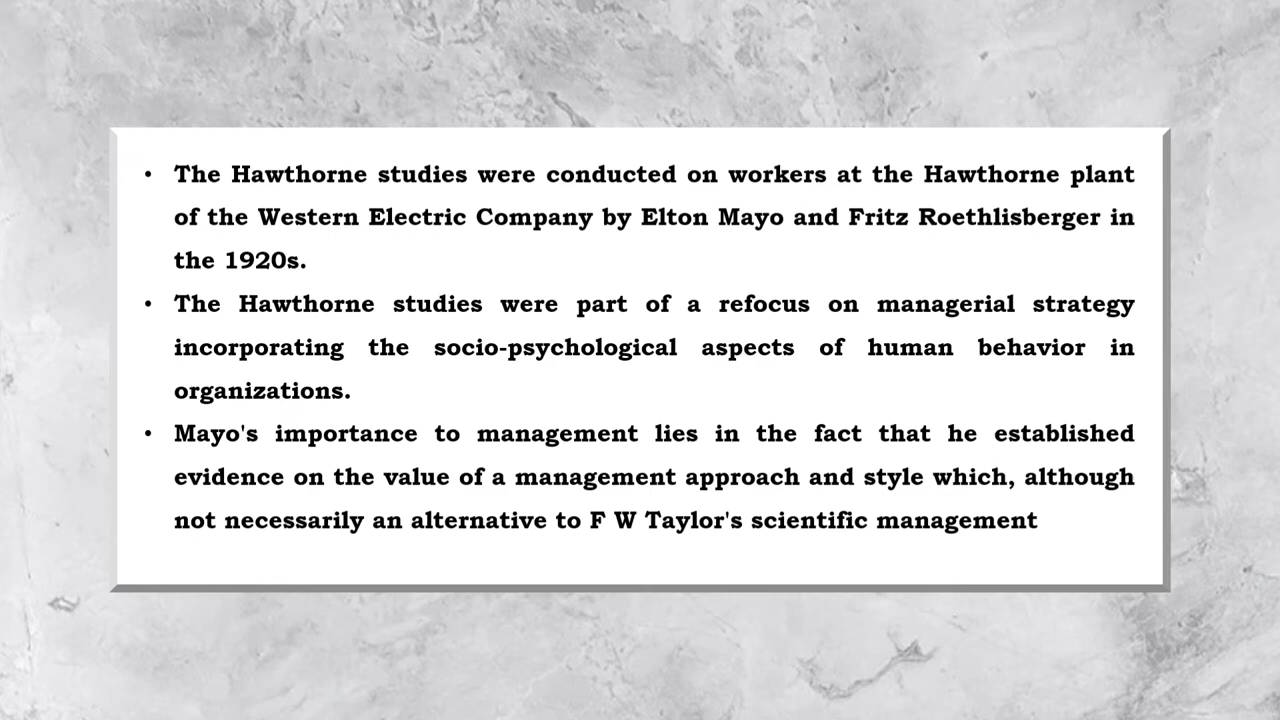 • The Hawthorne studies were conducted on workers at the Hawthorne plant
of the Western Electric Company by Elton Mayo and Fritz Roethlisberger in
the 1920s.
• The Hawthorne studies were part of a refocus on managerial strategy
incorporating the socio-psychological aspects of human behavior in
organizations.
• Mayo's importance to management lies in the fact that he established
evidence on the value of a management approach and style which, although
not necessarily an alternative to F W Taylor's scientific management